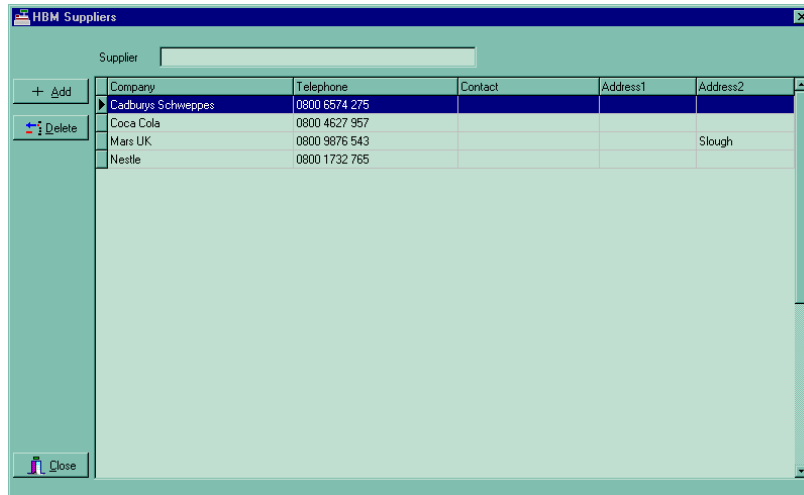 HBM Suppliers
Supplier
Add
Delete
Company Telephone Contact Address1 Address2
Cadburys Schweppes 0800 6574 275
Coca Cola 0800 4627 957
Mars UK 0800 9876 543 Slough
Nestle 0800 1732 765
Close